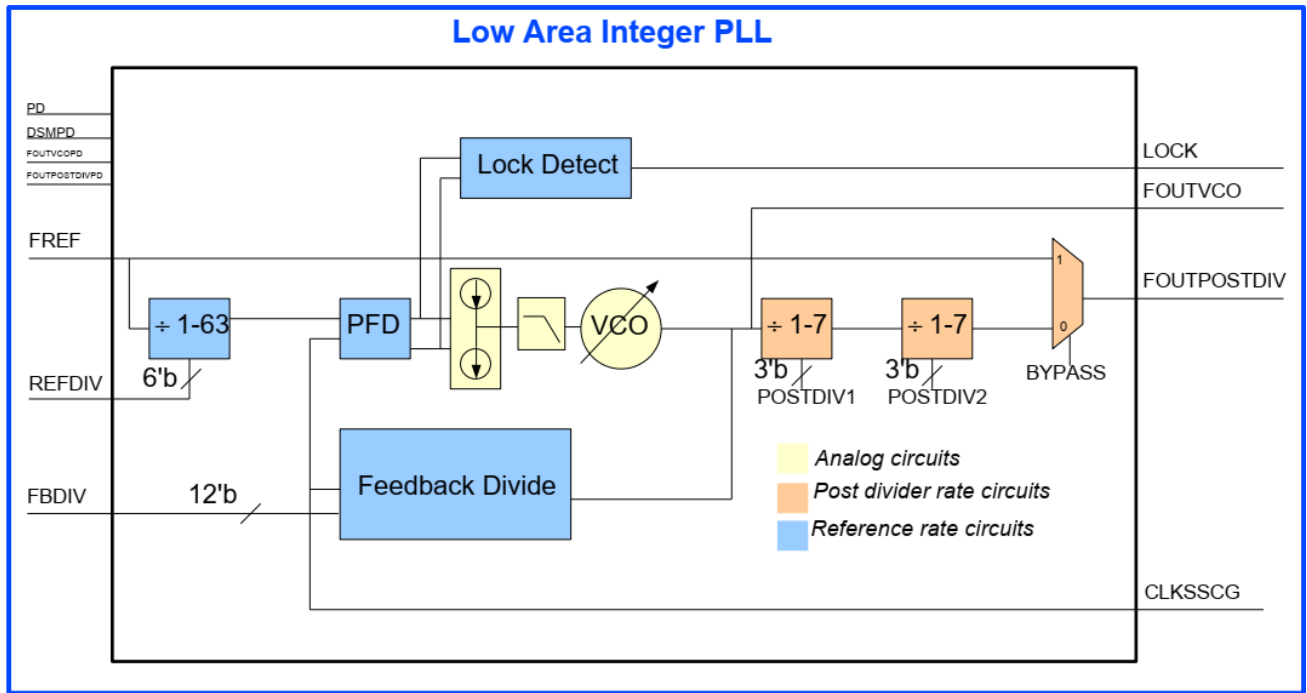 Low Area Integer PLL
PD
DSMPD
FOUTVCOPD
FOUTPOSTDIVPD
Lock Detect
LOCK
FOUTVCO
FREF
1
FOUTPOSTDIV
÷ 1-63
PFD
VCO
÷ 1-7
÷ 1-7
0
6'b
3'b
3'b
BYPASS
REFDIV
POSTDIV1
POSTDIV2
Analog circuits
FBDIV
12'b
Feedback Divide
Post divider rate circuits
Reference rate circuits
CLKSSCG